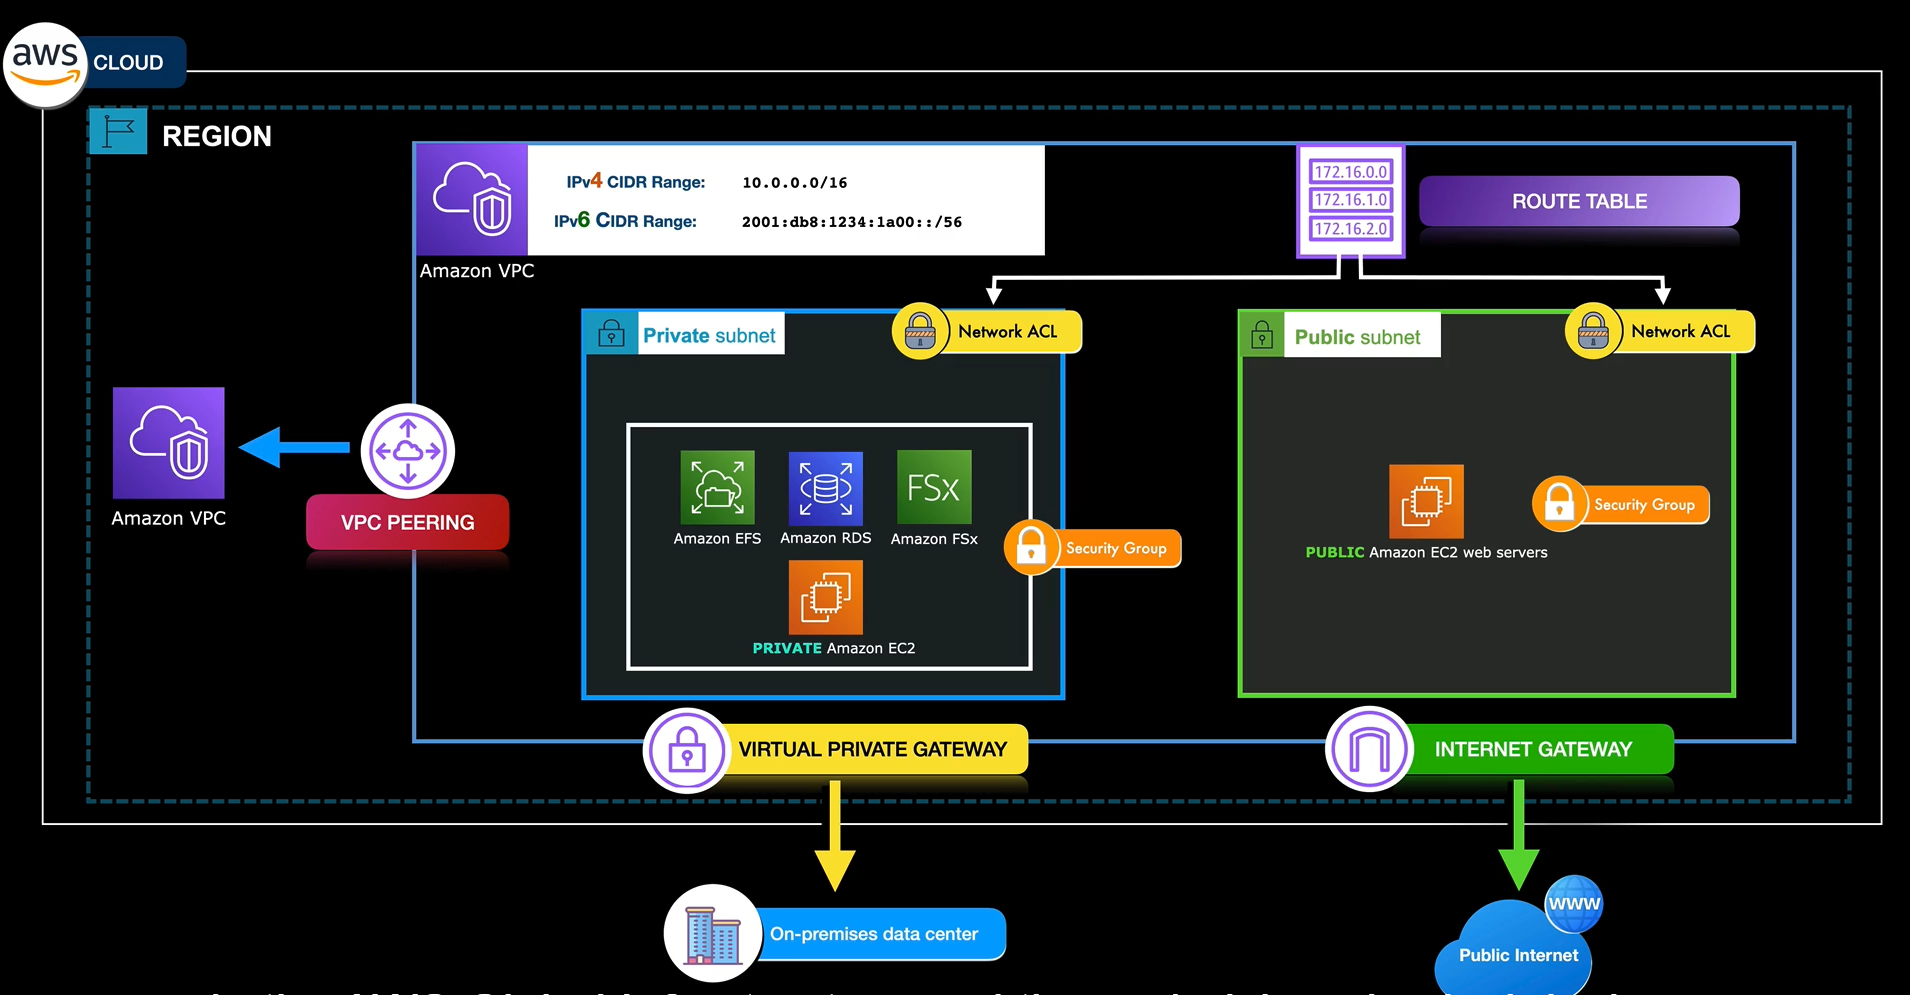 aws
CLOUD
REGION
IPv4 CIDR Range: 10.0.0.0/16
IPv6 CIDR Range: 2001:db8:1234:1a00::/56
Amazon VPC
172.16.0.0
172.16.1.0
172.16.2.0
ROUTE TABLE
Private subnet
Network ACL
Public subnet
Network ACL
Amazon VPC
VPC PEERING
Amazon EFS
Amazon RDS
FSx
Amazon FSx
Security Group
PRIVATE Amazon EC2
Security Group
PUBLIC Amazon EC2 web servers
VIRTUAL PRIVATE GATEWAY
INTERNET GATEWAY
On-premises data center
WWW
Public Internet